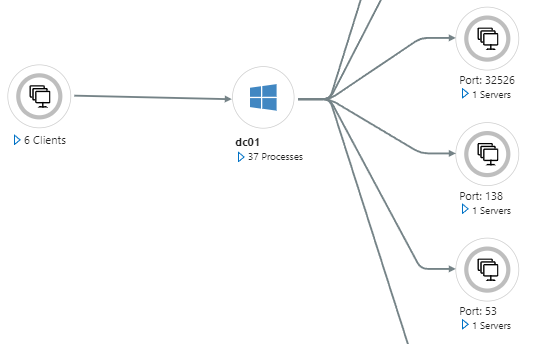 6 Clients
dc01
37 Processes
Port: 32526
1 Servers
Port: 138
1 Servers
Port: 53
1 Servers